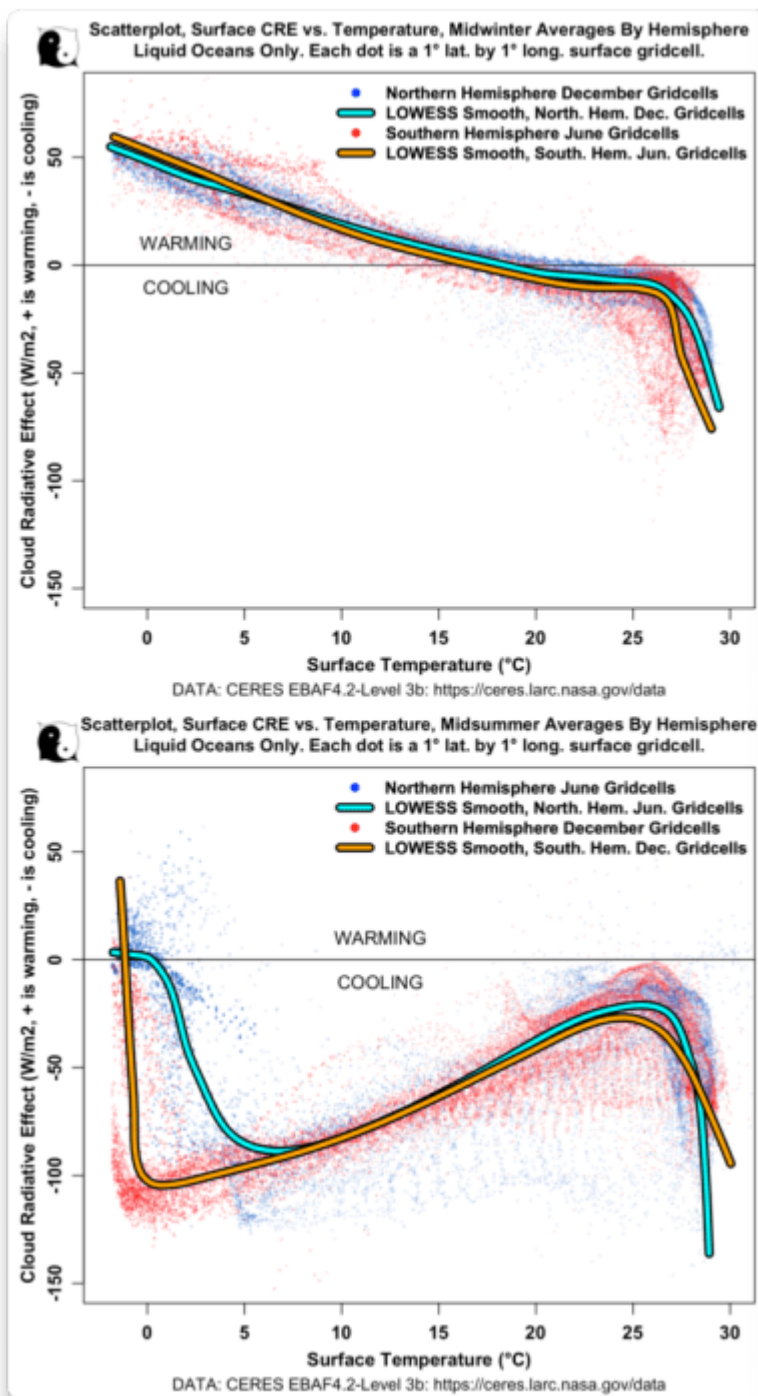 Scatterplot, Surface CRE vs. Temperature, Midwinter Averages By Hemisphere
Liquid Oceans Only. Each dot is a 1° lat. by 1° long. surface gridcell.
Northern Hemisphere December Gridcells
LOWESS Smooth, North. Hem. Dec. Gridcells
Southern Hemisphere June Gridcells
LOWESS Smooth, South. Hem. Jun. Gridcells
Cloud Radiative Effect (W/m2, + is warming, - is cooling)
50
0
-50
-100
-150
WARMING
COOLING
0 5 10 15 20 25 30
Surface Temperature (°C)
DATA: CERES EBAF4.2-Level 3b: https://ceres.larc.nasa.gov/data
Scatterplot, Surface CRE vs. Temperature, Midsummer Averages By Hemisphere
Liquid Oceans Only. Each dot is a 1° lat. by 1° long. surface gridcell.
Northern Hemisphere June Gridcells
LOWESS Smooth, North. Hem. Jun. Gridcells
Southern Hemisphere December Gridcells
LOWESS Smooth, South. Hem. Dec. Gridcells
Cloud Radiative Effect (W/m2, + is warming, - is cooling)
50
0
-50
-100
-150
WARMING
COOLING
0 5 10 15 20 25 30
Surface Temperature (°C)
DATA: CERES EBAF4.2-Level 3b: https://ceres.larc.nasa.gov/data